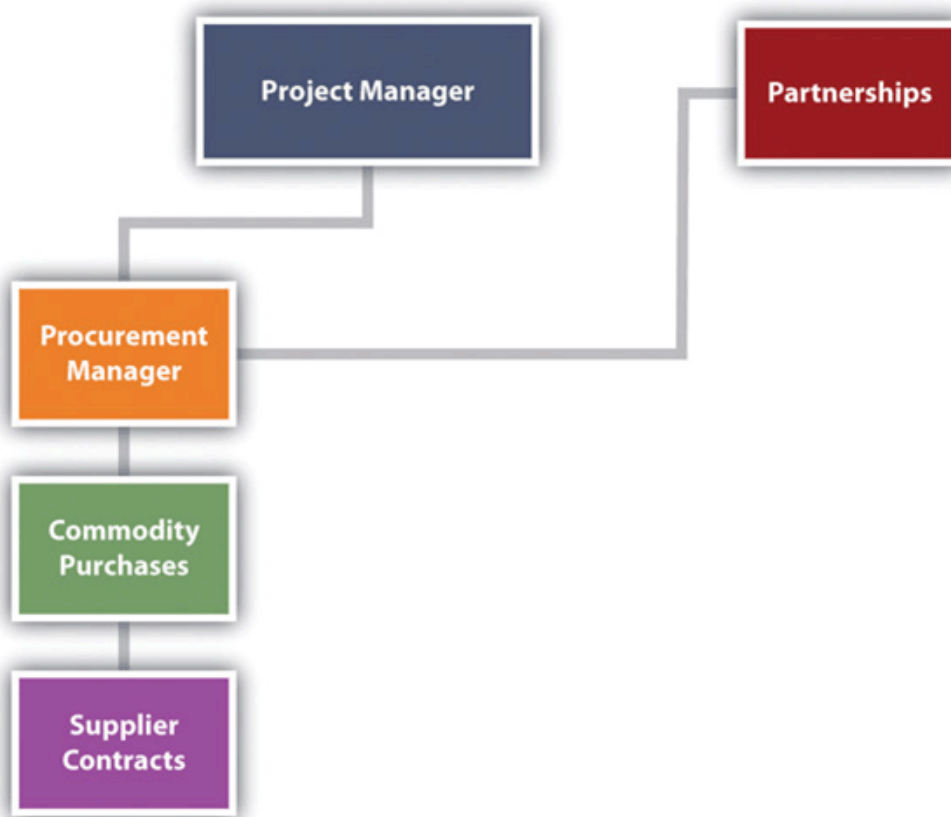 Project Manager
Partnerships
Procurement
Manager
Commodity
Purchases
Supplier
Contracts